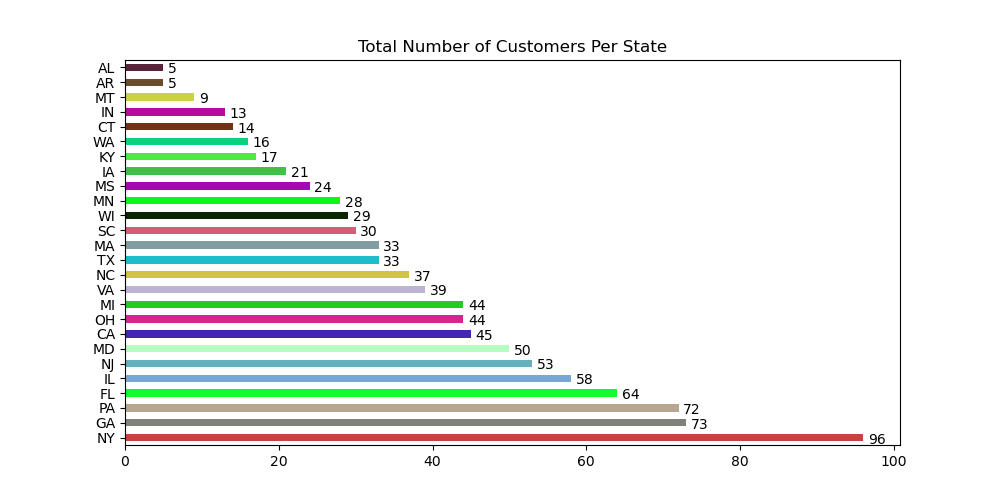 Total Number of Customers Per State
AL 5
AR 5
MT 9
IN 13
CT 14
WA 16
KY 17
IA 21
MS 24
MN 28
WI 29
SC 30
MA 33
TX 33
NC 37
VA 39
MI 44
OH 44
CA 45
MD 50
NJ 53
IL 58
FL 64
PA 72
GA 73
NY 96
0 20 40 60 80 100